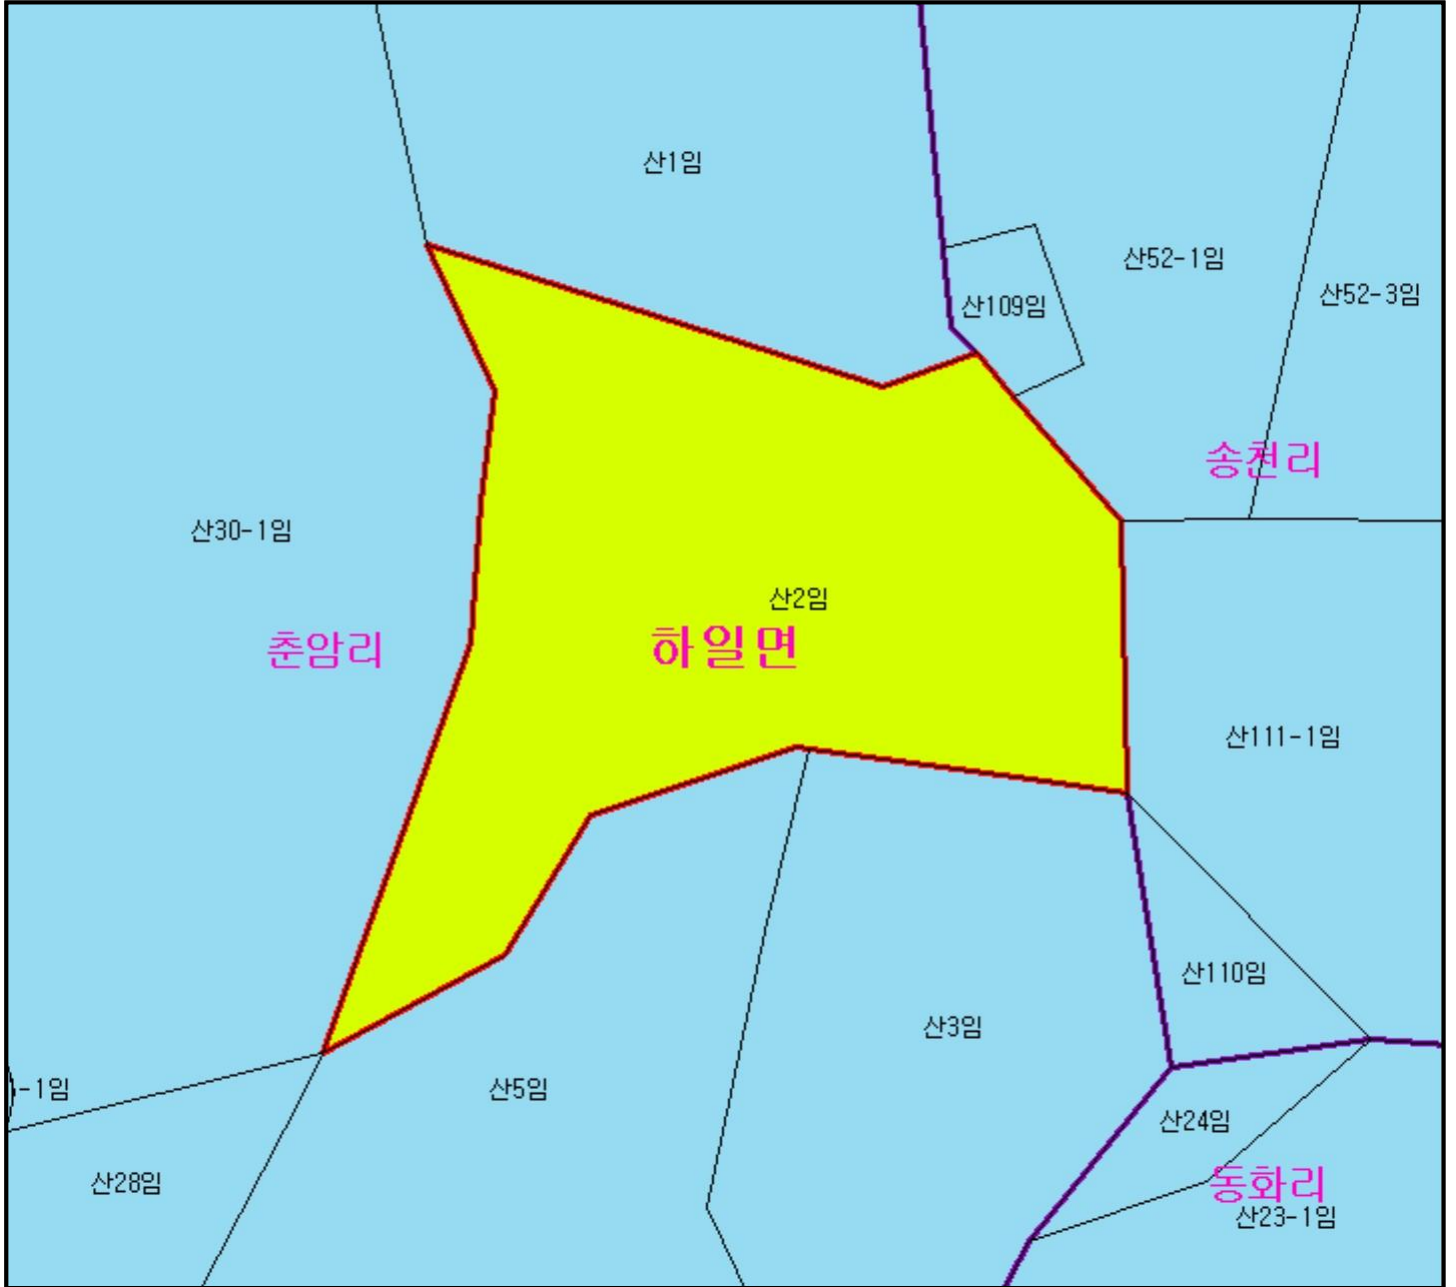 산1임
산52-1임
산52-3임
산109임
송천리
산30-1임
산2임
춘암리
하일면
산111-1임
산110임
산3임
-1임
산5임
산24임
산28임
동화리
산23-1임